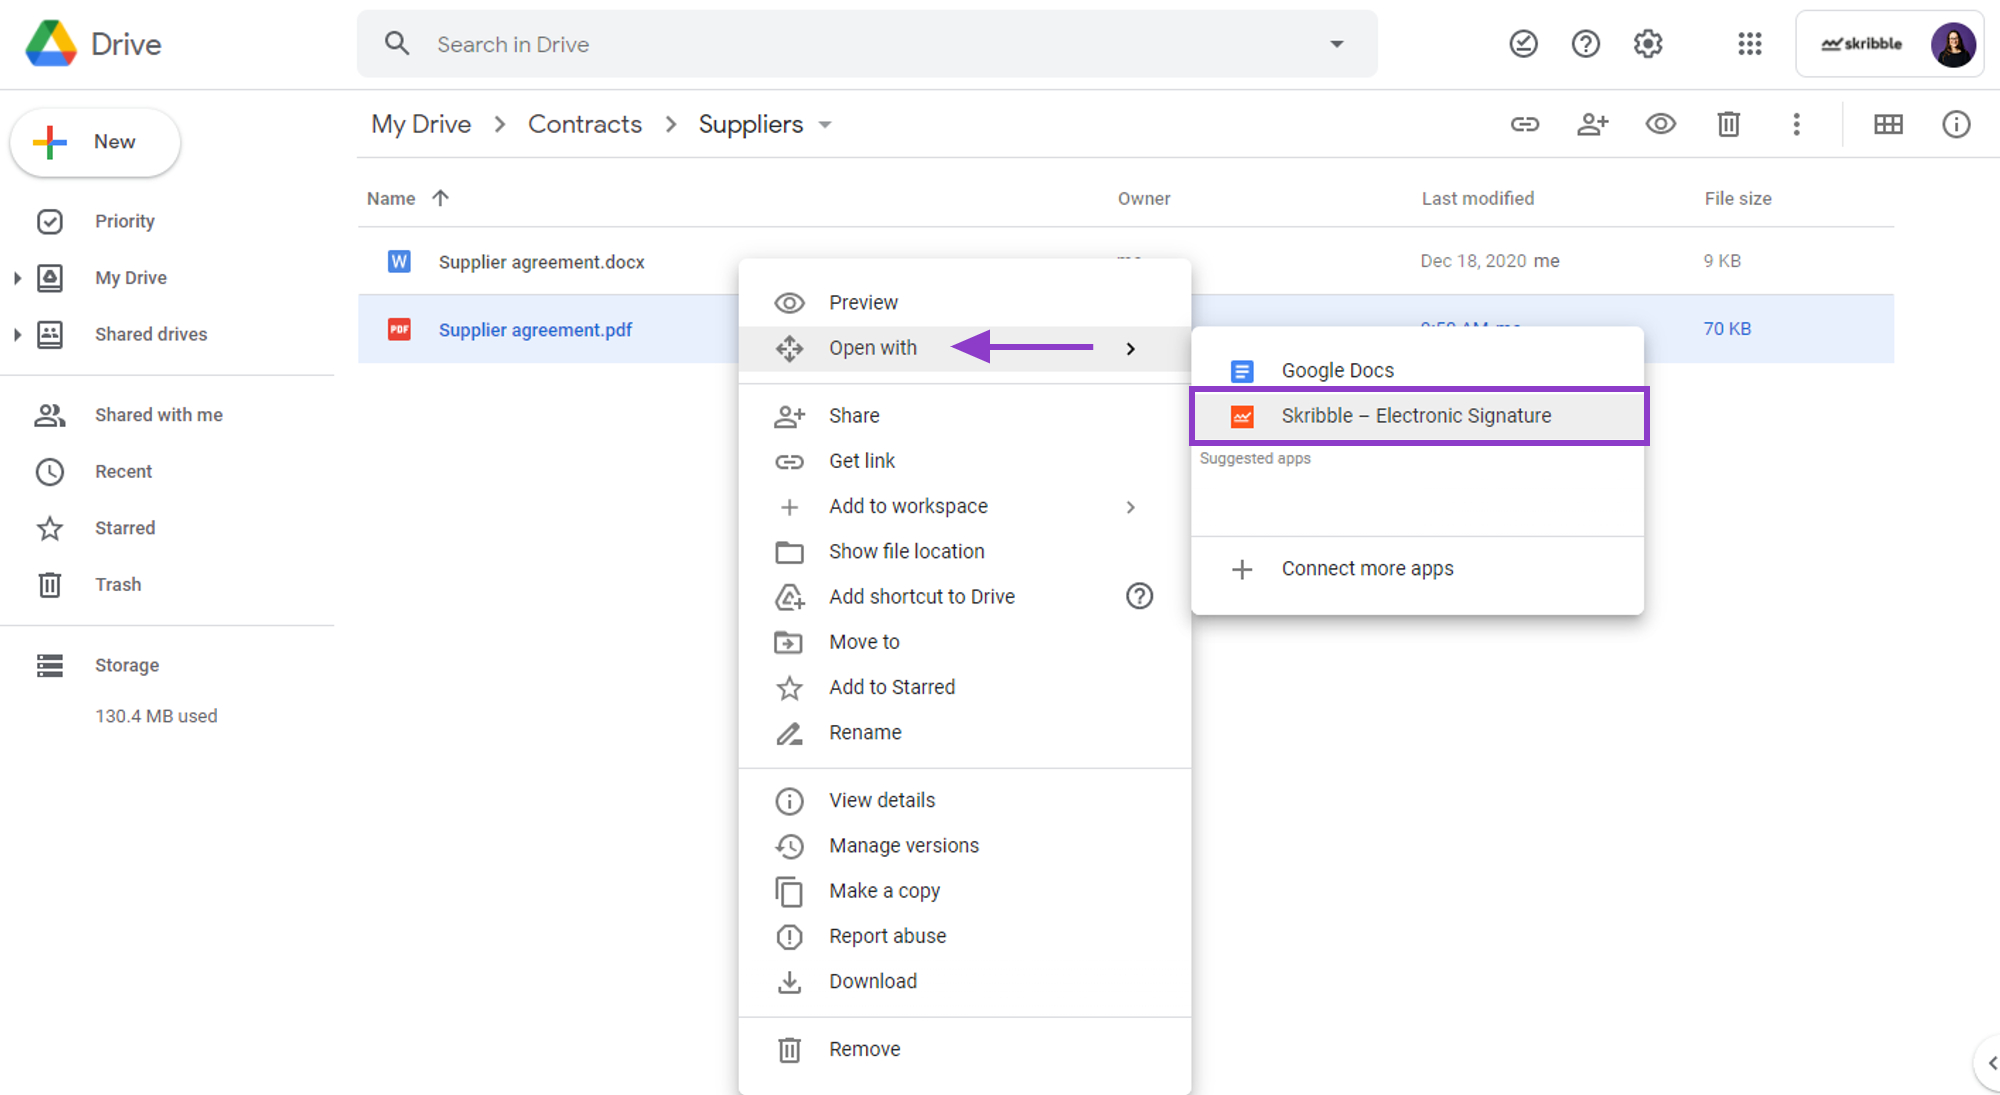 Drive
Search in Drive
skribble
New
My Drive
Contracts
Suppliers
Priority
My Drive
Shared drives
Shared with me
Recent
Starred
Trash
Storage
130.4 MB used
Name Owner Last modified File size
W Supplier agreement.docx Dec 18, 2020 me 9 KB
PDF Supplier agreement.pdf 70 KB
Preview
Open with
Share
Get link
Add to workspace
Show file location
Add shortcut to Drive
Move to
Add to Starred
Rename
View details
Manage versions
Make a copy
Report abuse
Download
Remove
Google Docs
Skribble – Electronic Signature
Suggested apps
Connect more apps